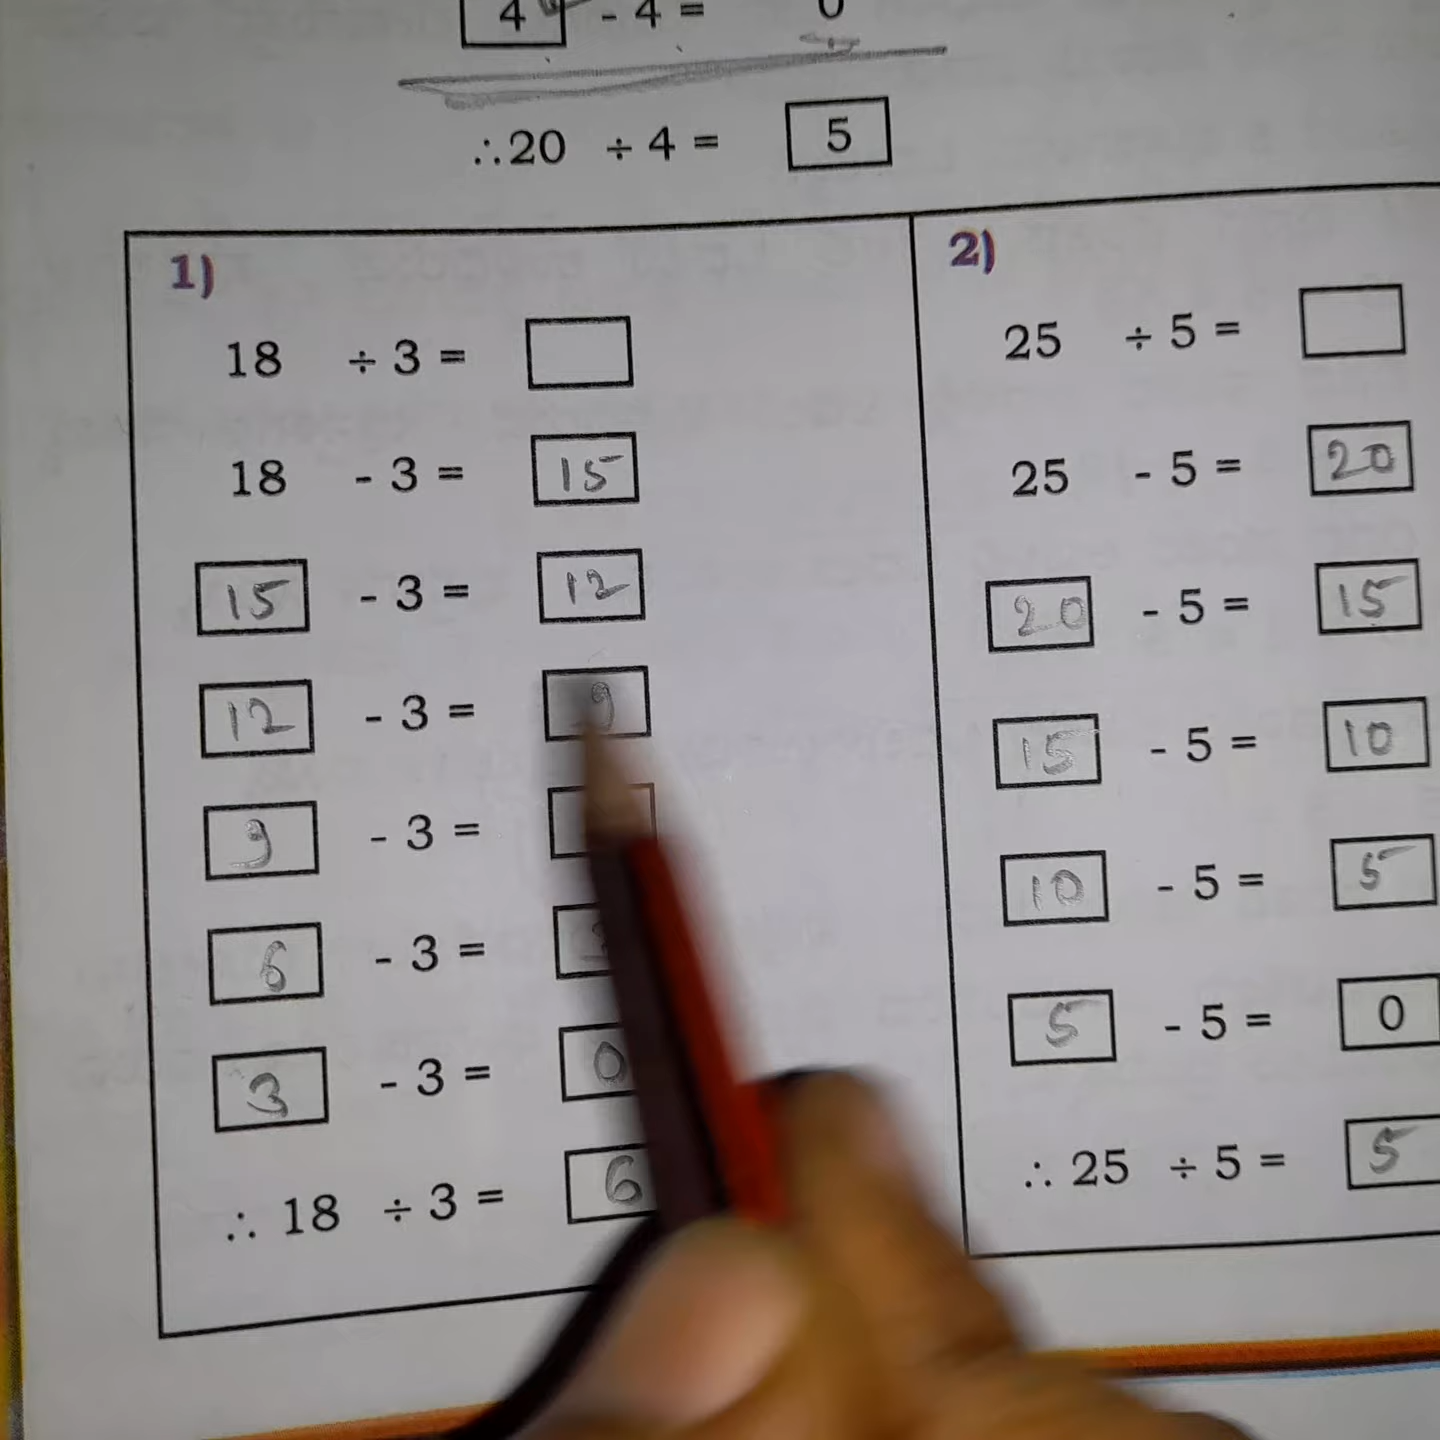 4 - 4 = 0
∴20 ÷ 4 = 5
1)
18 ÷ 3 =
18 - 3 = 15
15 - 3 = 12
12 - 3 = 9
9 - 3 =
6 - 3 =
3 - 3 = 0
∴ 18 ÷ 3 = 6
2)
25 ÷ 5 =
25 - 5 = 20
20 - 5 = 15
15 - 5 = 10
10 - 5 = 5
5 - 5 = 0
∴ 25 ÷ 5 = 5